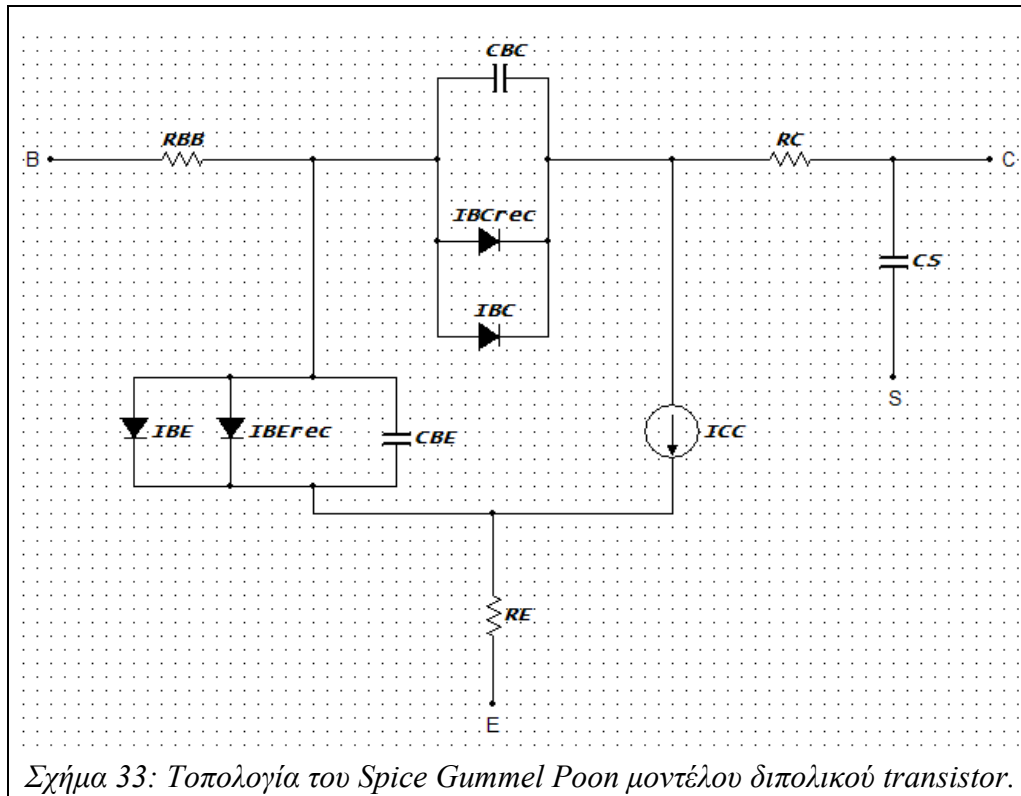 CBC
RBB
RC
B
C
IBCrec
CS
IBC
S
IBE
IBErec
CBE
ICC
RE
E
Σχήμα 33: Τοπολογία του Spice Gummel Poon μοντέλου διπολικού transistor.